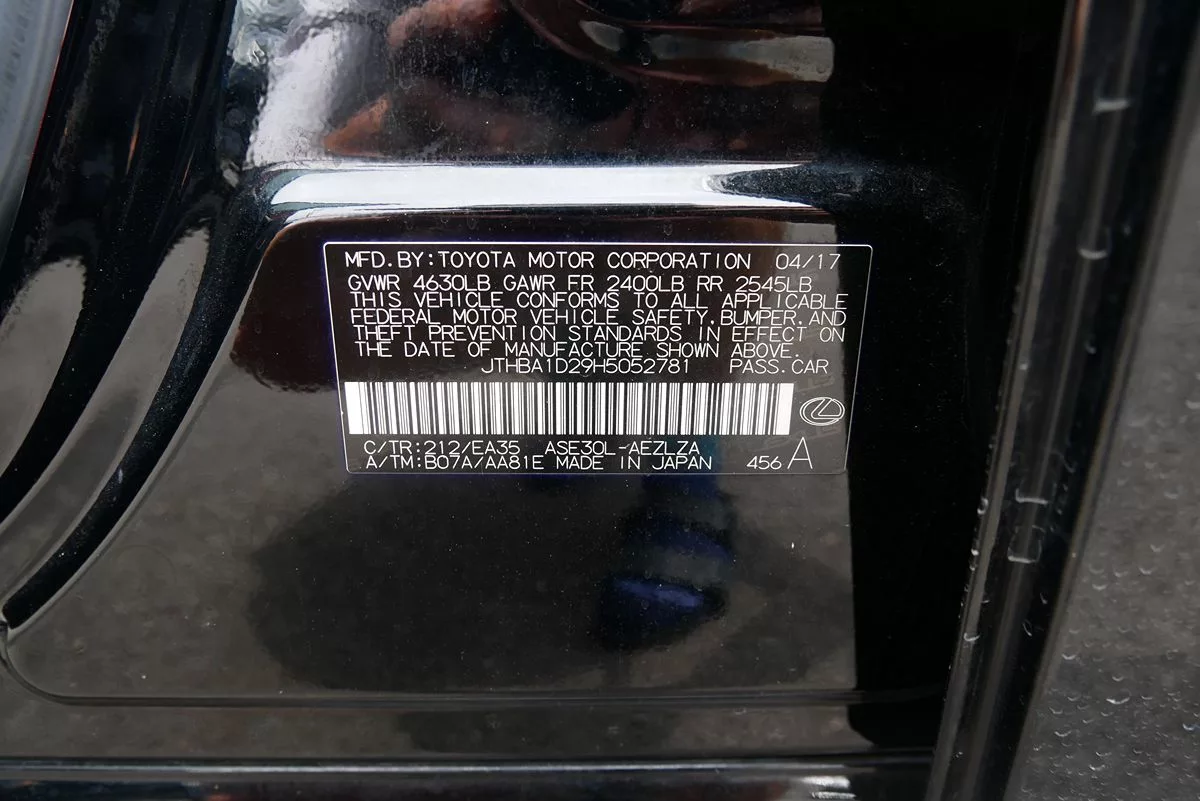 MFD.BY:TOYOTA MOTOR CORPORATION 04/17
GVWR 4630LB GAWR FR 2400LB RR 2545LB
THIS VEHICLE CONFORMS TO ALL APPLICABLE
FEDERAL MOTOR VEHICLE SAFETY, BUMPER, AND
THEFT PREVENTION STANDARDS IN EFFECT ON
THE DATE OF MANUFACTURE SHOWN ABOVE.
JTHBA1D29H5052781 PASS.CAR
C/TR:212/EA35 ASE30L-AEZLZA
A/TM:B07A/AA81E MADE IN JAPAN 456 A